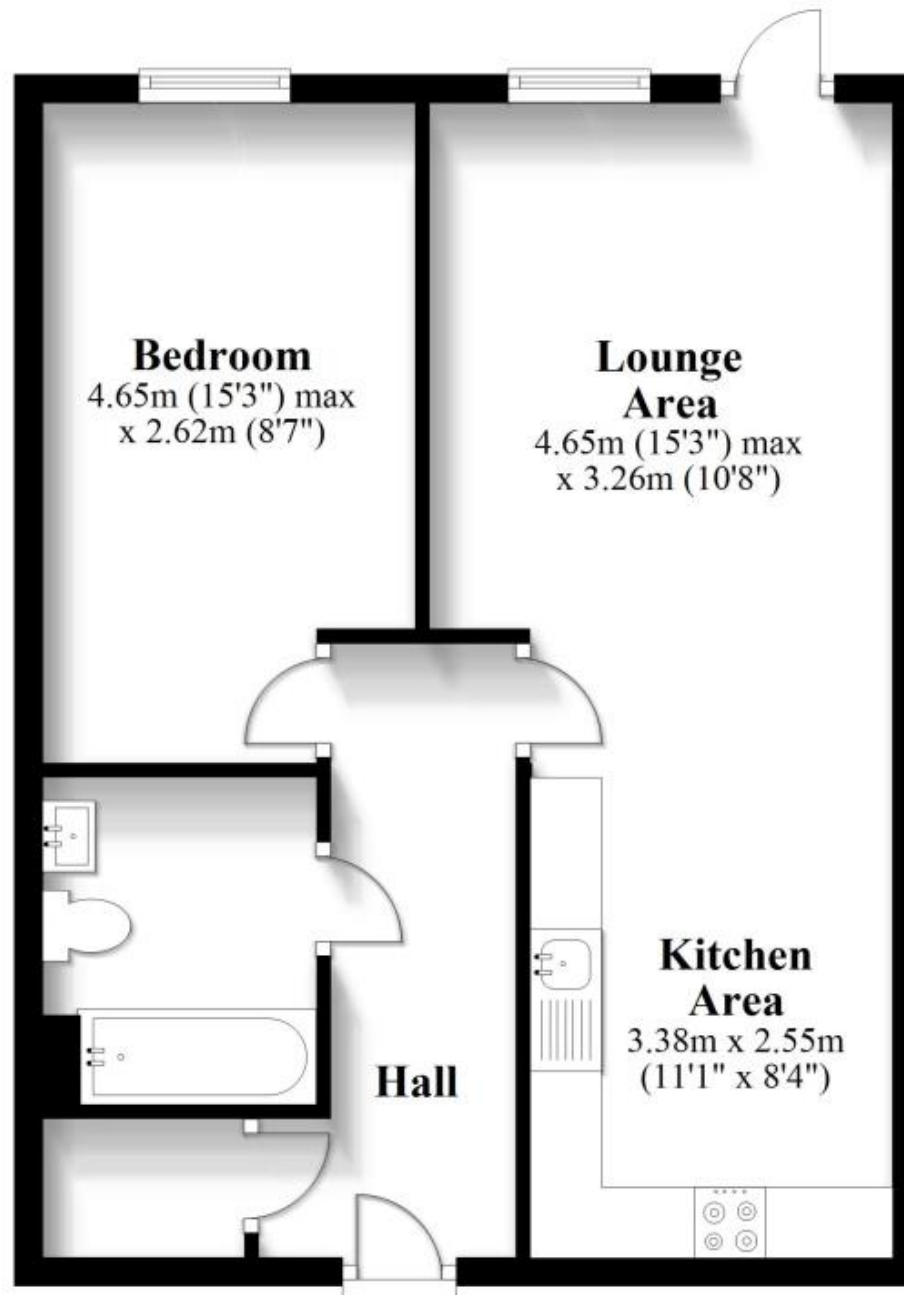 Bedroom
4.65m (15'3") max
x 2.62m (8'7")
Lounge
Area
4.65m (15'3") max
x 3.26m (10'8")
Kitchen
Area
3.38m x 2.55m
(11'1" x 8'4")
Hall